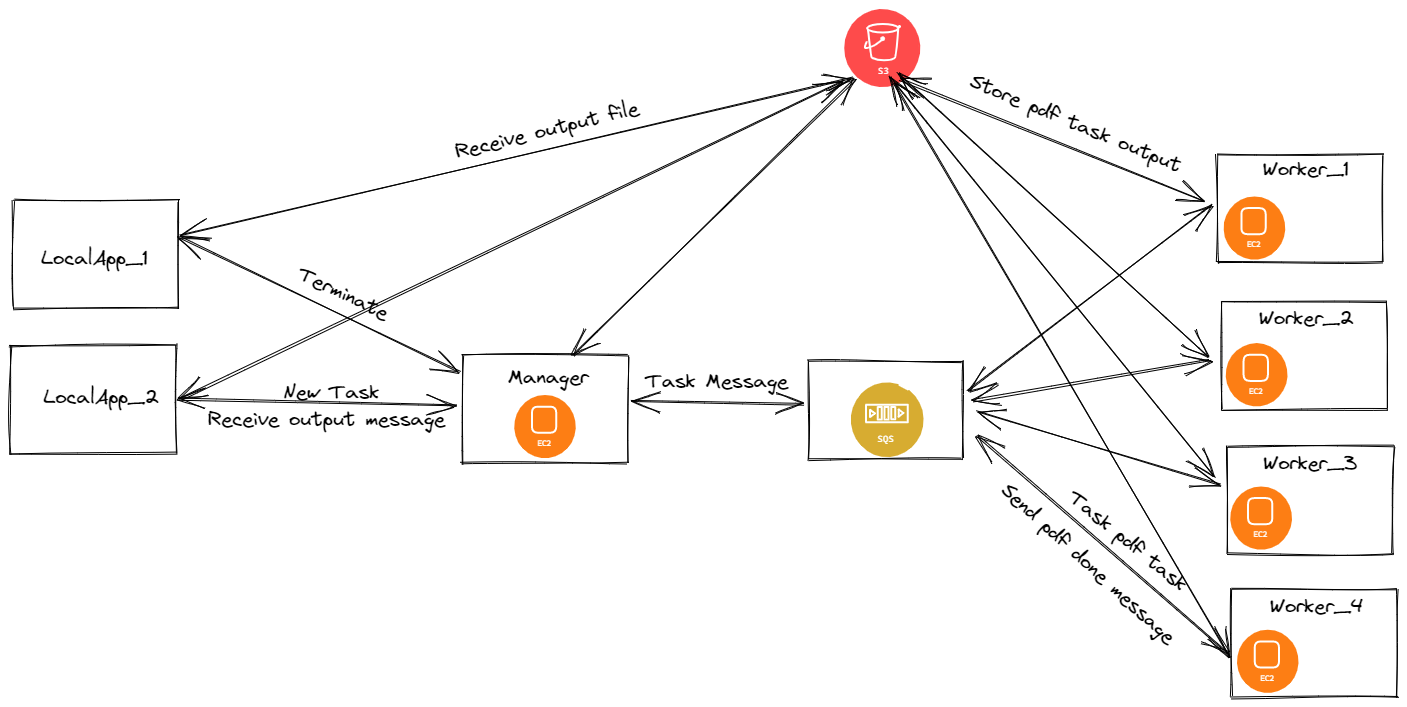 S3
Store pdf task output
Receive output file
Worker_1
EC2
LocalApp_1
Terminate
Worker_2
EC2
LocalApp_2
New Task
Receive output message
Manager
EC2
Task Message
SQS
Worker_3
EC2
Task pdf task
Send pdf done message
Worker_4
EC2